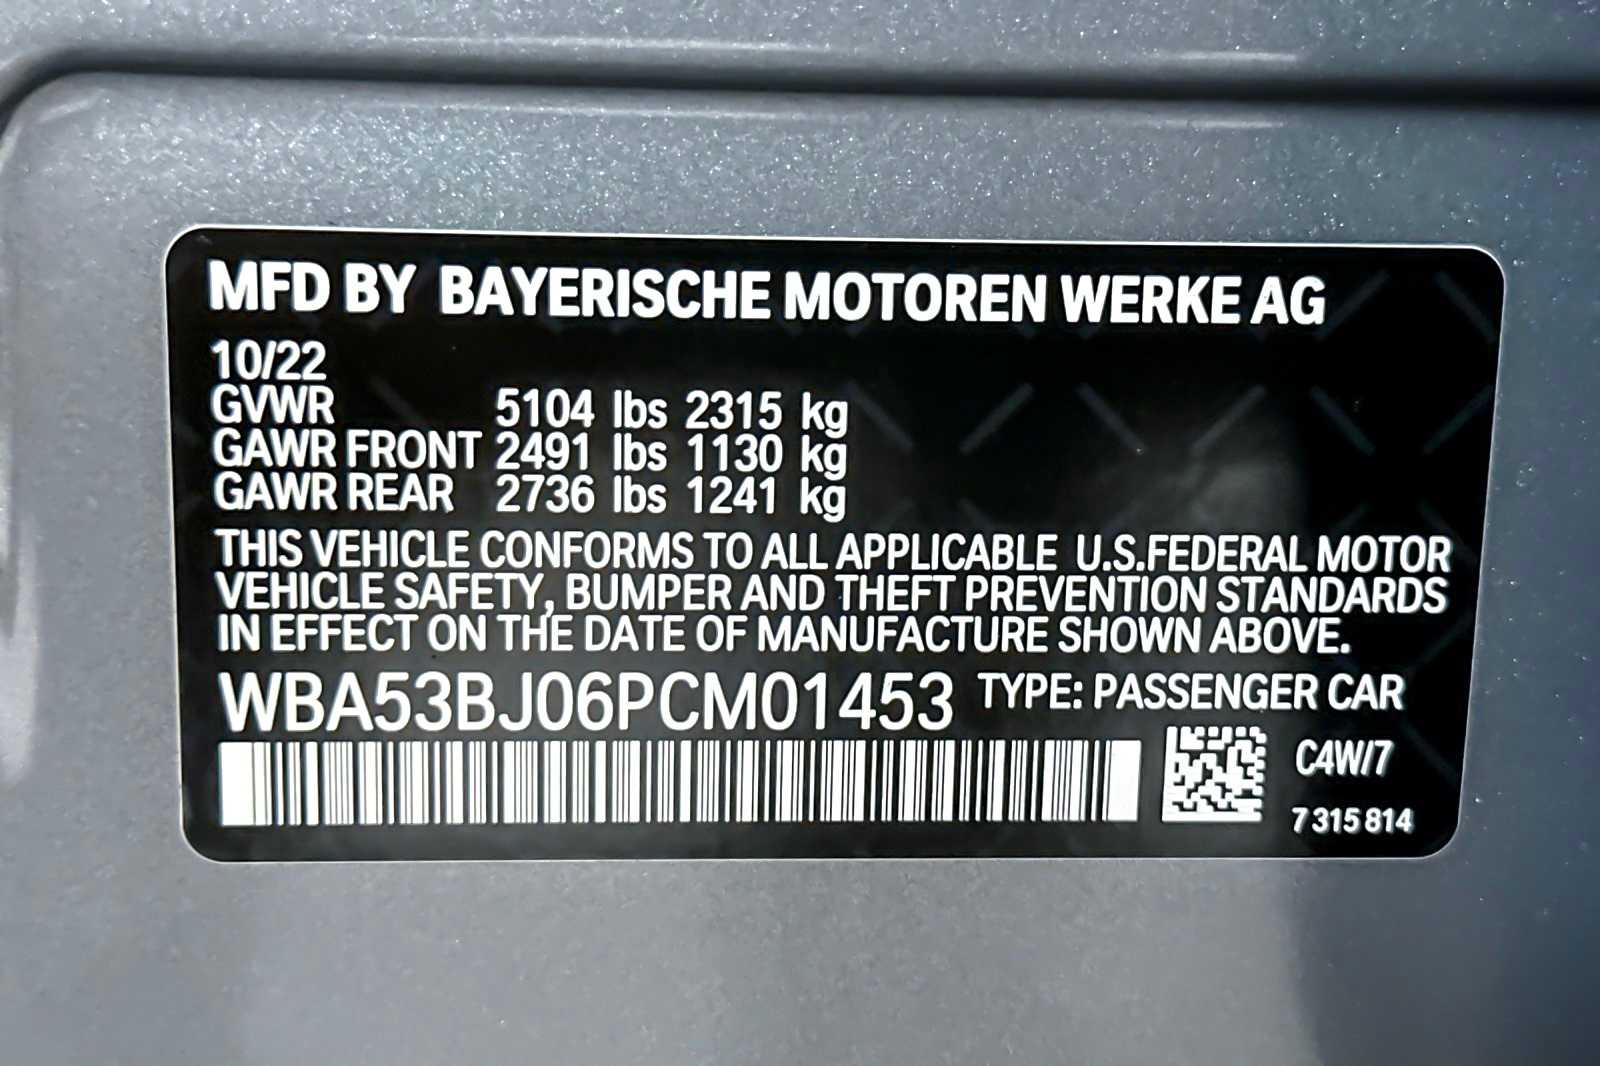 MFD BY BAYERISCHE MOTOREN WERKE AG
10/22
GVWR 5104 lbs 2315 kg
GAWR FRONT 2491 lbs 1130 kg
GAWR REAR 2736 lbs 1241 kg
THIS VEHICLE CONFORMS TO ALL APPLICABLE U.S.FEDERAL MOTOR
VEHICLE SAFETY, BUMPER AND THEFT PREVENTION STANDARDS
IN EFFECT ON THE DATE OF MANUFACTURE SHOWN ABOVE.
WBA53BJ06PCM01453 TYPE: PASSENGER CAR
C4W/7
7 315 814